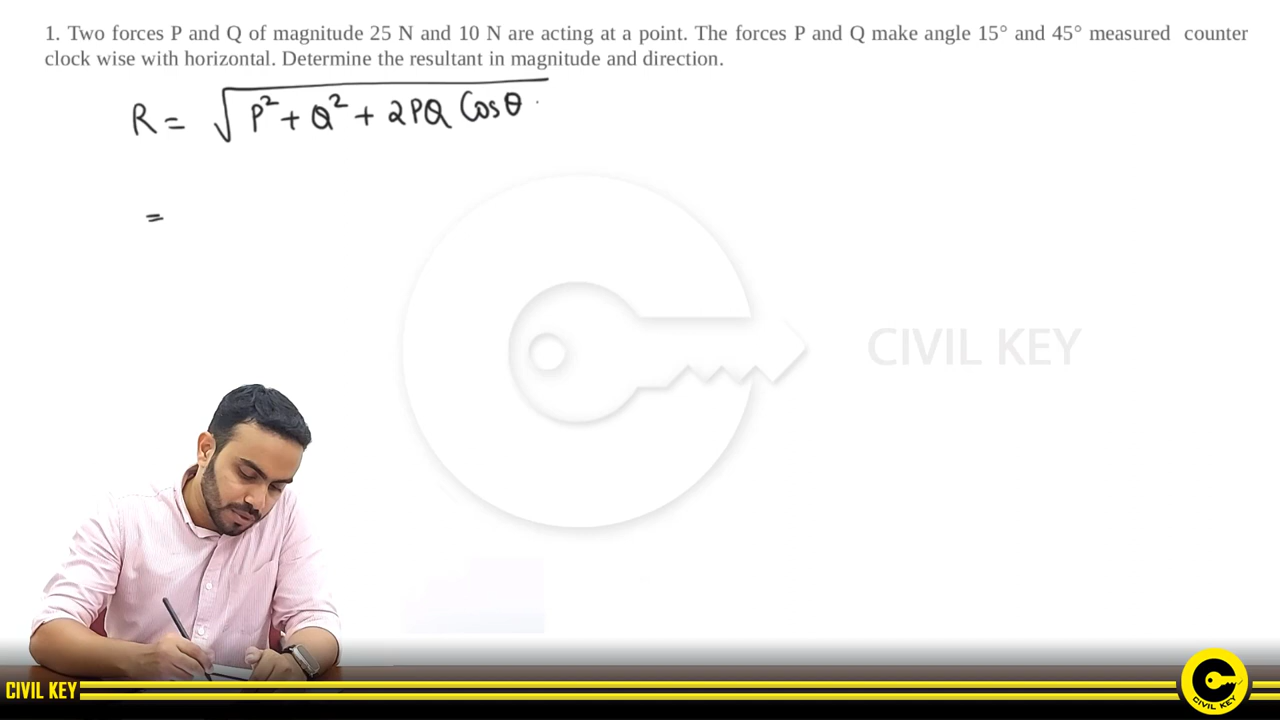 1. Two forces P and Q of magnitude 25 N and 10 N are acting at a point. The forces P and Q make angle 15° and 45° measured counter
clock wise with horizontal. Determine the resultant in magnitude and direction.
R = √P² + Q² + 2PQ Cosθ
=
CIVIL KEY
CIVIL KEY
CIVIL KEY